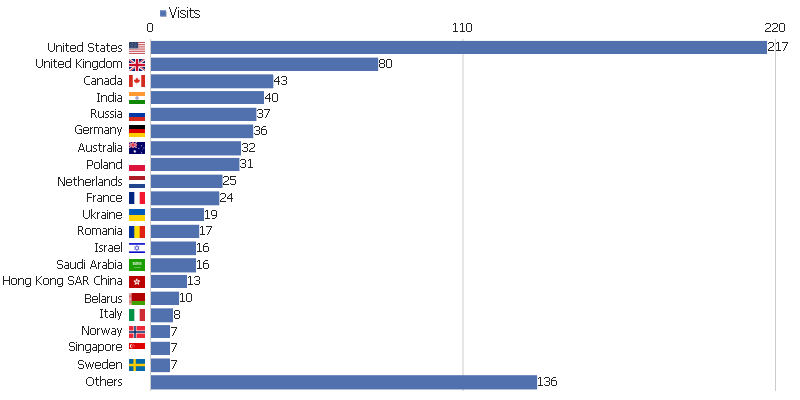 Visits
0 110 220
United States 217
United Kingdom 80
Canada 43
India 40
Russia 37
Germany 36
Australia 32
Poland 31
Netherlands 25
France 24
Ukraine 19
Romania 17
Israel 16
Saudi Arabia 16
Hong Kong SAR China 13
Belarus 10
Italy 8
Norway 7
Singapore 7
Sweden 7
Others 136